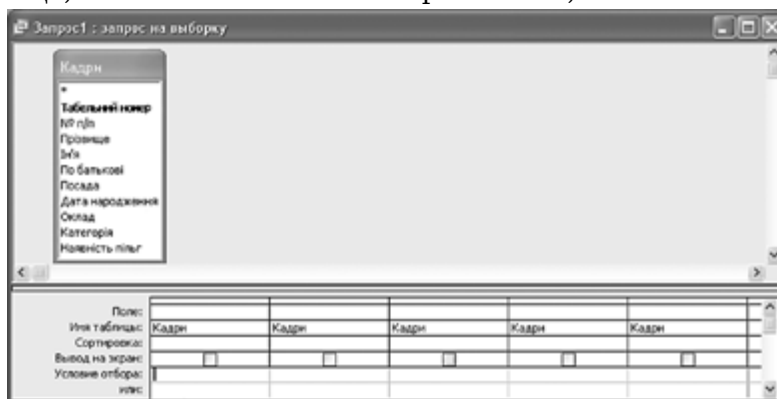 Запрос1 : запрос на выборку
Кадри
*
Табельний номер
№ п/п
Прізвище
Ім'я
По батькові
Посада
Дата народження
Оклад
Категорія
Наявність пільг
Поле:
Имя таблицы: Кадри Кадри Кадри Кадри Кадри
Сортировка:
Вывод на экран:
Условие отбора:
или: